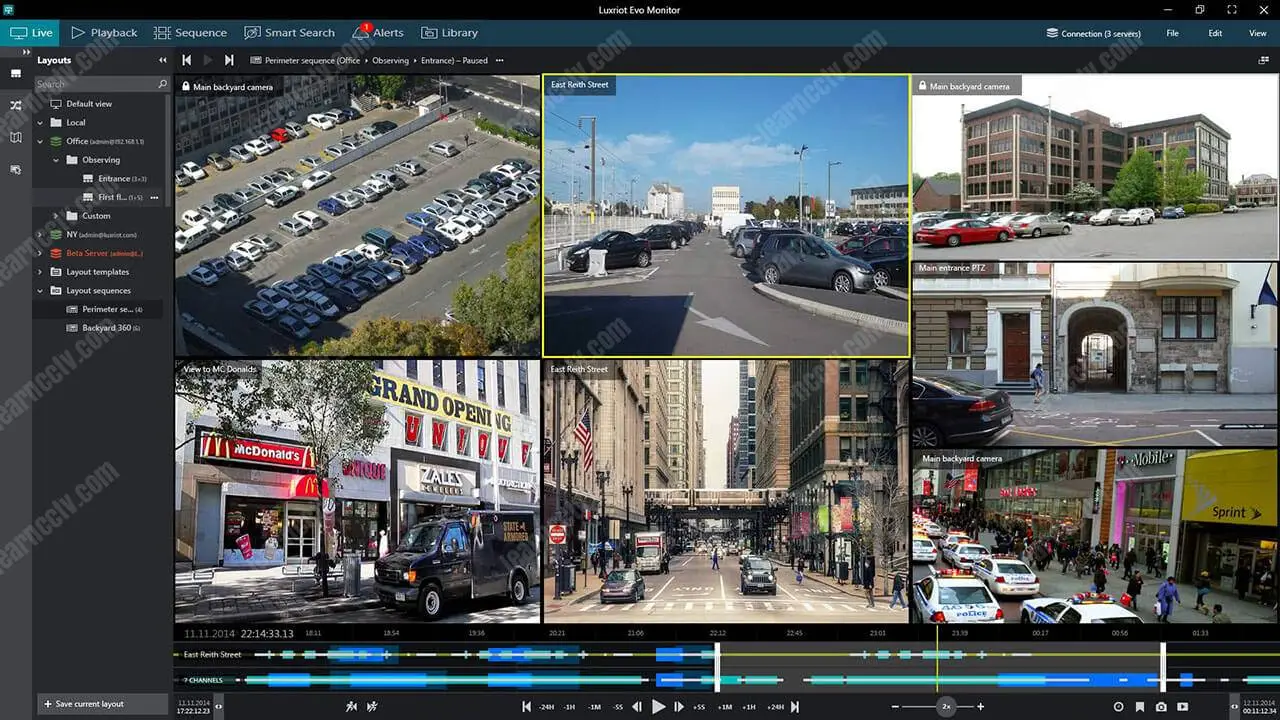 Luxriot Evo Monitor
Live
Playback
Sequence
Smart Search
1
Alerts
Library
Connection (3 servers)
File
Edit
View
Layouts
Search
Default view
Local
Office (admin@192.168.1.1)
Observing
Entrance (3+3)
First fl... (1+5) •••
Custom
NY (admin@luxriot.com)
Beta Server (admin@l...)
Layout templates
Layout sequences
Perimeter se... (4)
Backyard 360 (6)
+ Save current layout
Perimeter sequence (Office › Observing › Entrance) – Paused •••
Main backyard camera
East Reith Street
Main backyard camera
Main entrance PTZ
View to MC Donalds
GRAND OPENING
McDonald's
UNIQUE
ZALES
JEWELERS
STATE
ARMORED
East Reith Street
Main backyard camera
Mobile
Sprint
POLICE
11.11.2014 22:14:33.13
18:11
18:54
19:36
20:21
21:06
22:12
22:45
23:01
23:39
00:17
00:56
01:33
East Reith Street
7 CHANNELS
11.11.2014
17:22:12.23
-24H
-1H
-1M
-5S
+5S
+1M
+1H
+24H
2x
12.11.2014
00:11:12.34
learncctv.com